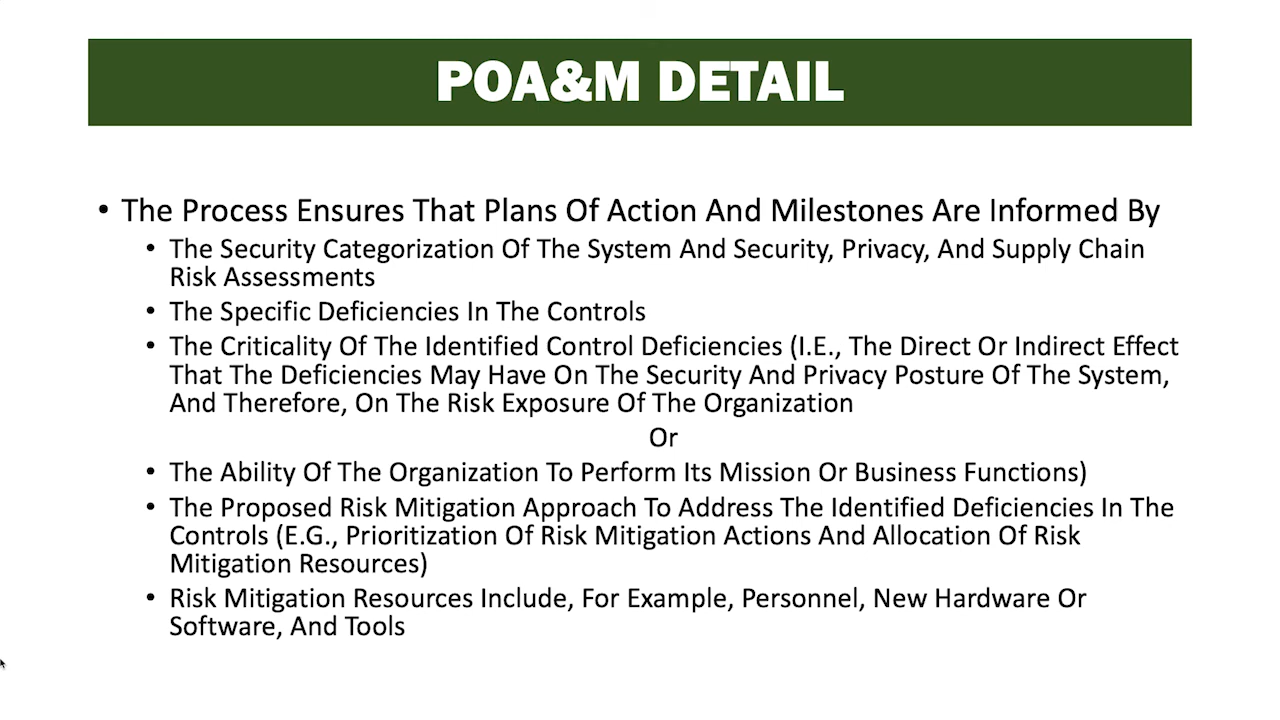 POA&M DETAIL
• The Process Ensures That Plans Of Action And Milestones Are Informed By
• The Security Categorization Of The System And Security, Privacy, And Supply Chain
Risk Assessments
• The Specific Deficiencies In The Controls
• The Criticality Of The Identified Control Deficiencies (I.E., The Direct Or Indirect Effect
That The Deficiencies May Have On The Security And Privacy Posture Of The System,
And Therefore, On The Risk Exposure Of The Organization
Or
• The Ability Of The Organization To Perform Its Mission Or Business Functions)
• The Proposed Risk Mitigation Approach To Address The Identified Deficiencies In The
Controls (E.G., Prioritization Of Risk Mitigation Actions And Allocation Of Risk
Mitigation Resources)
• Risk Mitigation Resources Include, For Example, Personnel, New Hardware Or
Software, And Tools